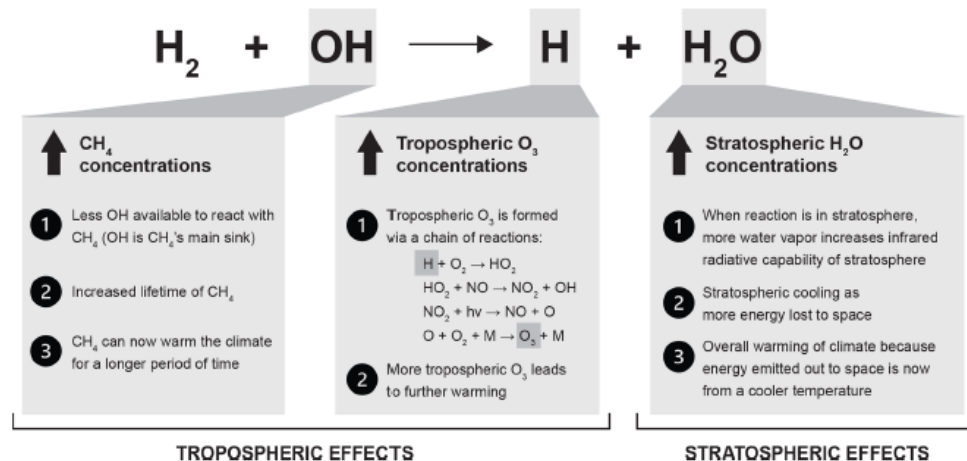 H₂ + OH → H + H₂O
↑ CH₄
concentrations
1 Less OH available to react with
CH₄ (OH is CH₄'s main sink)
2 Increased lifetime of CH₄
3 CH₄ can now warm the climate
for a longer period of time
↑ Tropospheric O₃
concentrations
1 Tropospheric O₃ is formed
via a chain of reactions:
H + O₂ → HO₂
HO₂ + NO → NO₂ + OH
NO₂ + hv → NO + O
O + O₂ + M → O₃ + M
2 More tropospheric O₃ leads
to further warming
↑ Stratospheric H₂O
concentrations
1 When reaction is in stratosphere,
more water vapor increases infrared
radiative capability of stratosphere
2 Stratospheric cooling as
more energy lost to space
3 Overall warming of climate because
energy emitted out to space is now
from a cooler temperature
TROPOSPHERIC EFFECTS
STRATOSPHERIC EFFECTS